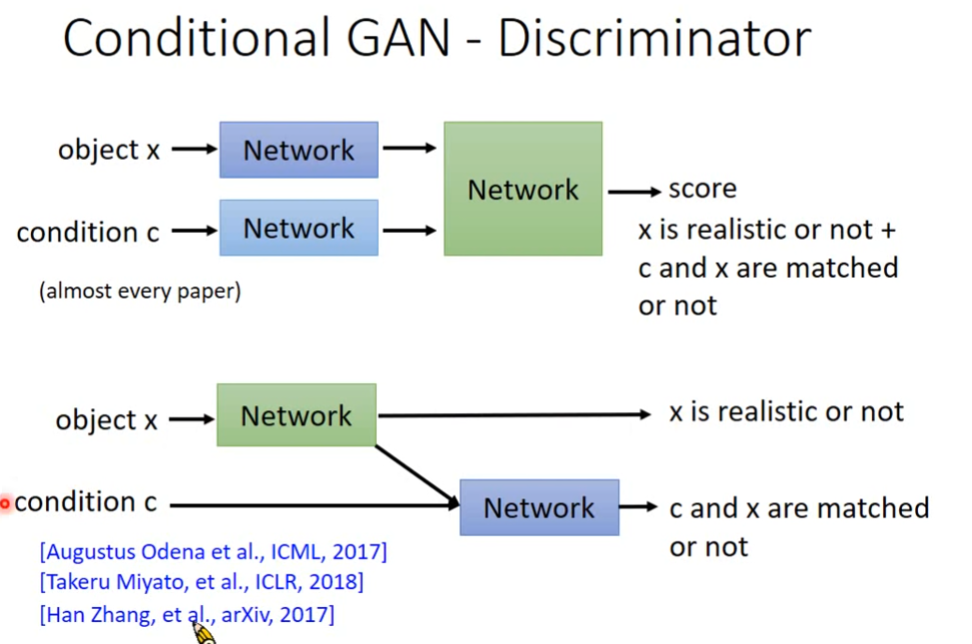 Conditional GAN - Discriminator
object x
Network
condition c
Network
(almost every paper)
Network
score
x is realistic or not +
c and x are matched
or not
object x
Network
x is realistic or not
condition c
Network
c and x are matched
or not
[Augustus Odena et al., ICML, 2017]
[Takeru Miyato, et al., ICLR, 2018]
[Han Zhang, et al., arXiv, 2017]